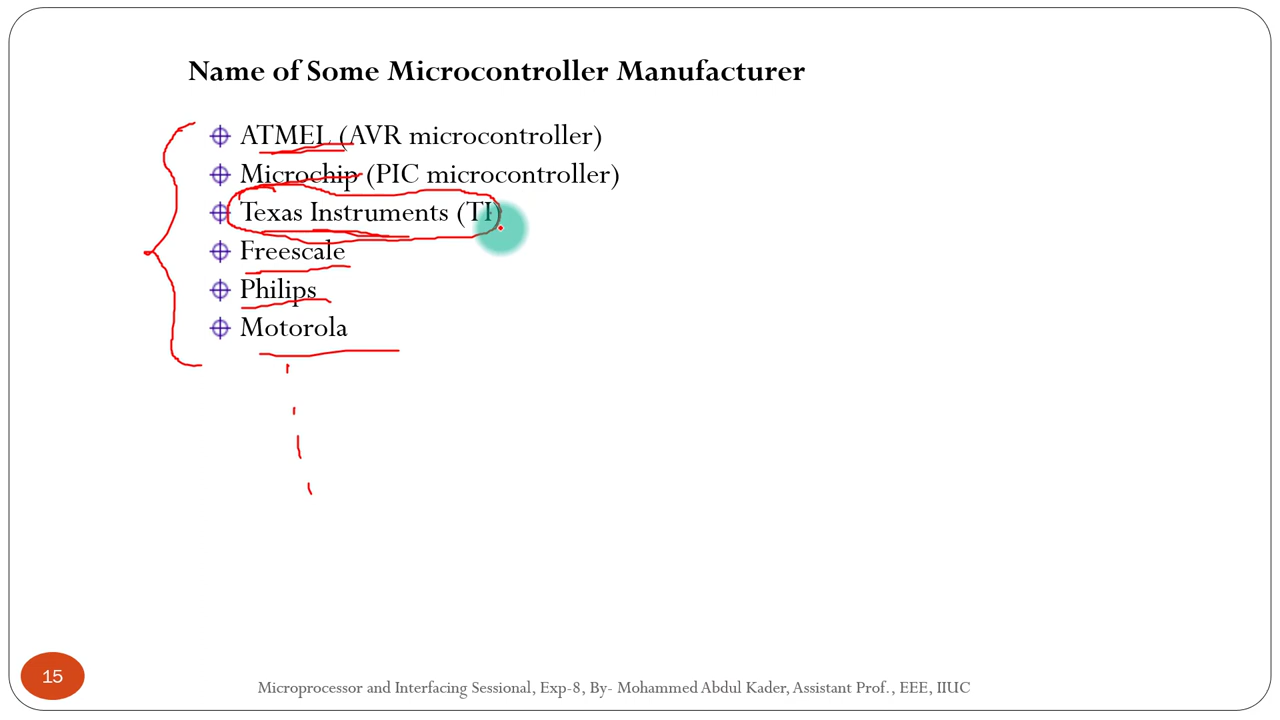 Name of Some Microcontroller Manufacturer
ATMEL (AVR microcontroller)
Microchip (PIC microcontroller)
Texas Instruments (TI)
Freescale
Philips
Motorola
15
Microprocessor and Interfacing Sessional, Exp-8, By- Mohammed Abdul Kader, Assistant Prof., EEE, IIUC